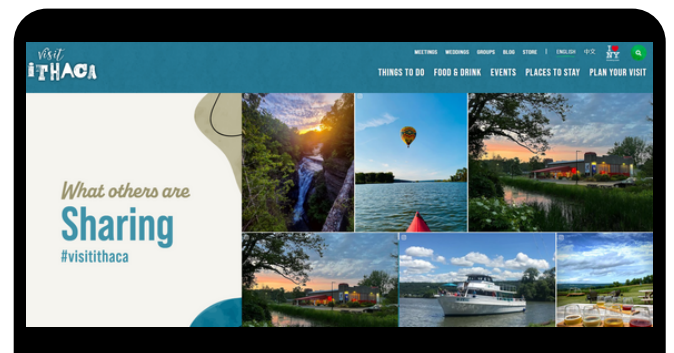 visit
ITHACA
MEETINGS WEDDINGS GROUPS BLOG STORE | ENGLISH 中文 I NY
THINGS TO DO FOOD & DRINK EVENTS PLACES TO STAY PLAN YOUR VISIT
What others are
Sharing
#visitithaca